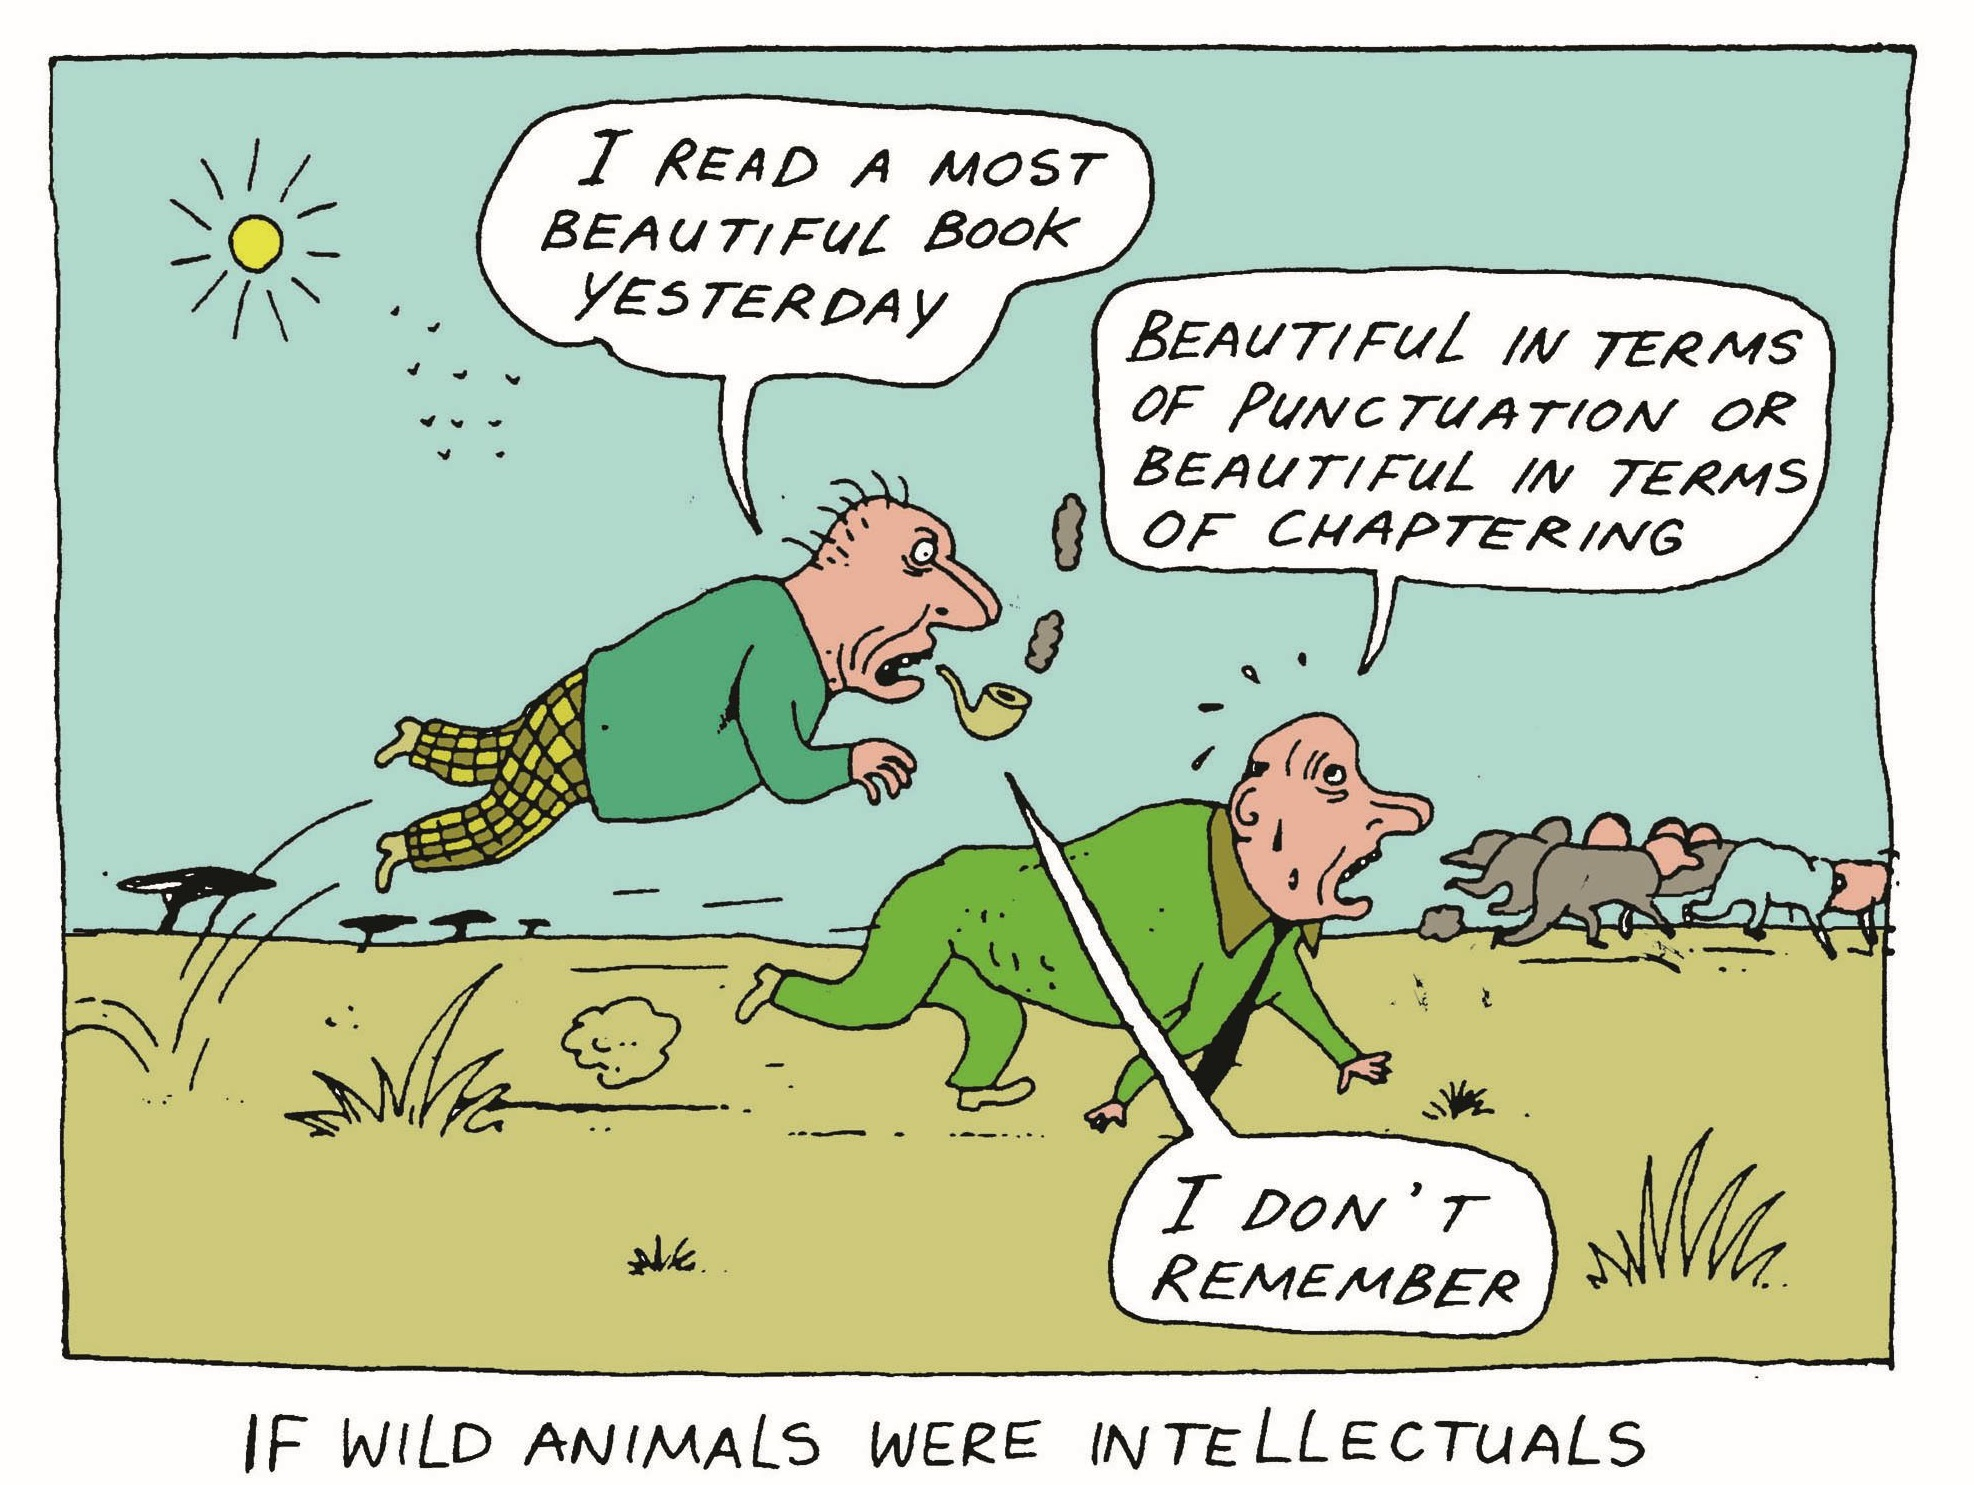 I READ A MOST
BEAUTIFUL BOOK
YESTERDAY
BEAUTIFUL IN TERMS
OF PUNCTUATION OR
BEAUTIFUL IN TERMS
OF CHAPTERING
I DON'T
REMEMBER
IF WILD ANIMALS WERE INTELLECTUALS